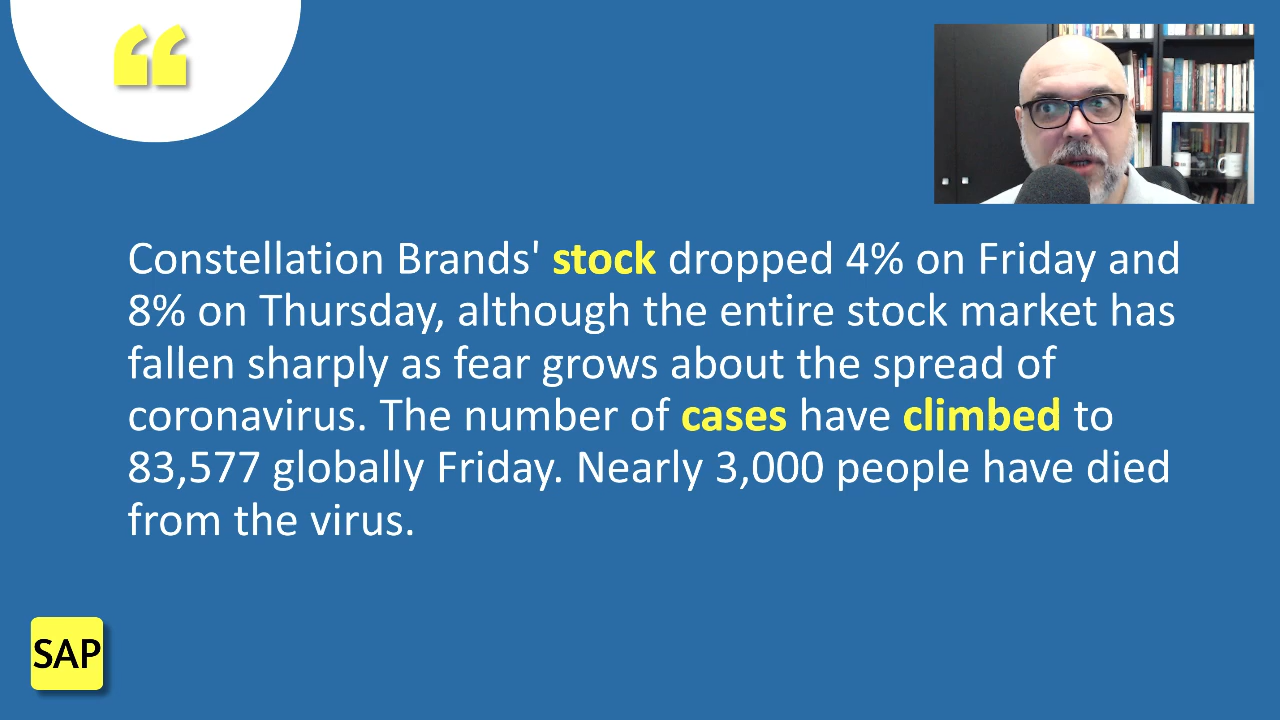 “
Constellation Brands' stock dropped 4% on Friday and
8% on Thursday, although the entire stock market has
fallen sharply as fear grows about the spread of
coronavirus. The number of cases have climbed to
83,577 globally Friday. Nearly 3,000 people have died
from the virus.
SAP